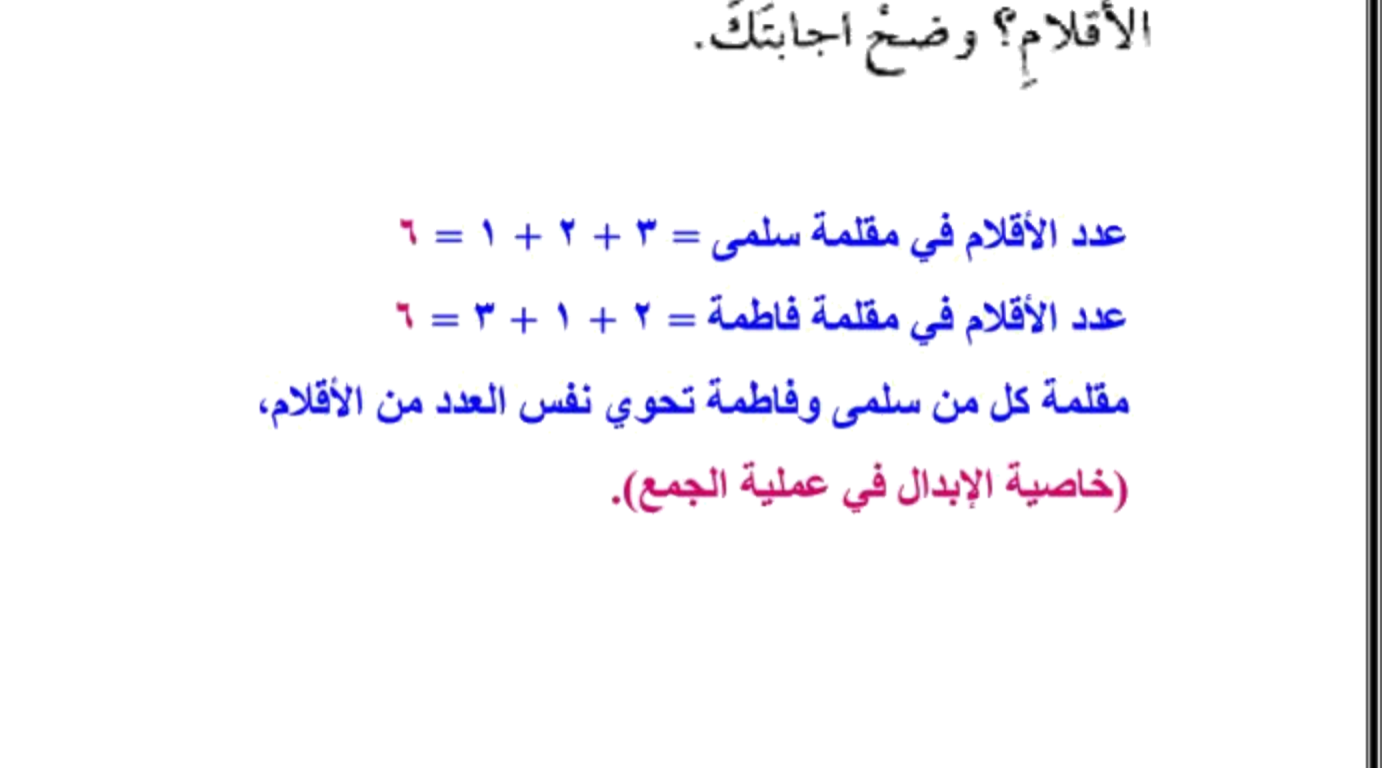 الأقلامِ؟ وضحْ اجابتَكَ.
عدد الأقلام في مقلمة سلمى = ٣ + ٢ + ١ = ٦
عدد الأقلام في مقلمة فاطمة = ٢ + ١ + ٣ = ٦
مقلمة كل من سلمى وفاطمة تحوي نفس العدد من الأقلام،
(خاصية الإبدال في عملية الجمع).